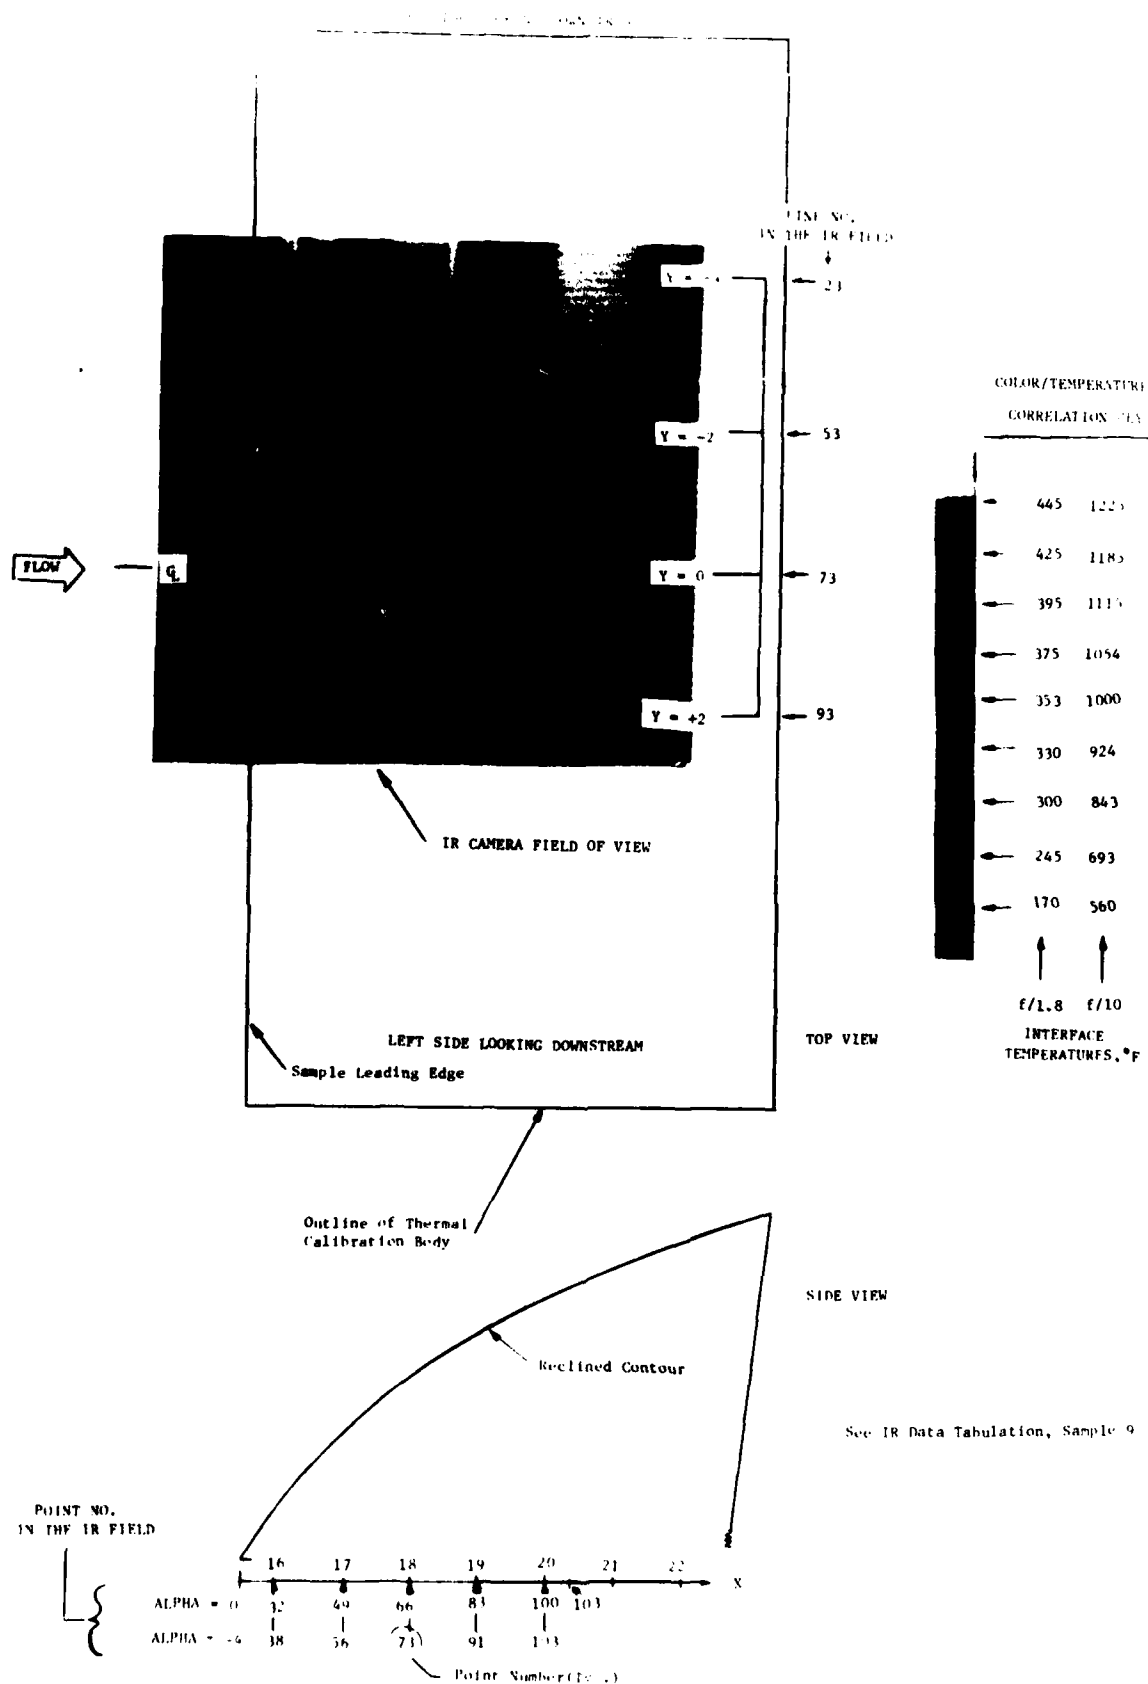 IN THE IR FIELD
23
Y = -2
53
FLOW
℄
Y = 0
73
Y = +2
93
IR CAMERA FIELD OF VIEW
COLOR/TEMPERATURE
CORRELATION
445
425 1185
395 1115
375 1054
353 1000
330 924
300 843
245 693
170 560
f/1.8 f/10
INTERFACE
TEMPERATURES, °F
LEFT SIDE LOOKING DOWNSTREAM
TOP VIEW
Sample Leading Edge
Outline of Thermal
Calibration Body
SIDE VIEW
Reclined Contour
See IR Data Tabulation, Sample 9
POINT NO.
IN THE IR FIELD
16 17 18 19 20 21 22
X
ALPHA = 0 32 49 66 83 100 103
ALPHA = -4 38 56 73 91
Point Number